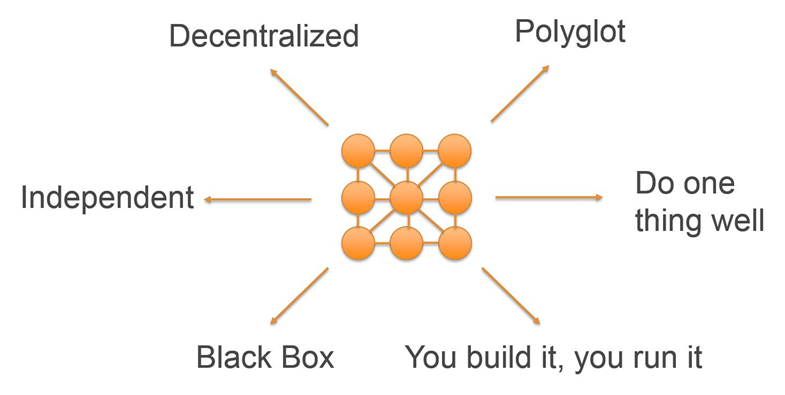 Decentralized
Polyglot
Independent
Do one
thing well
Black Box
You build it, you run it